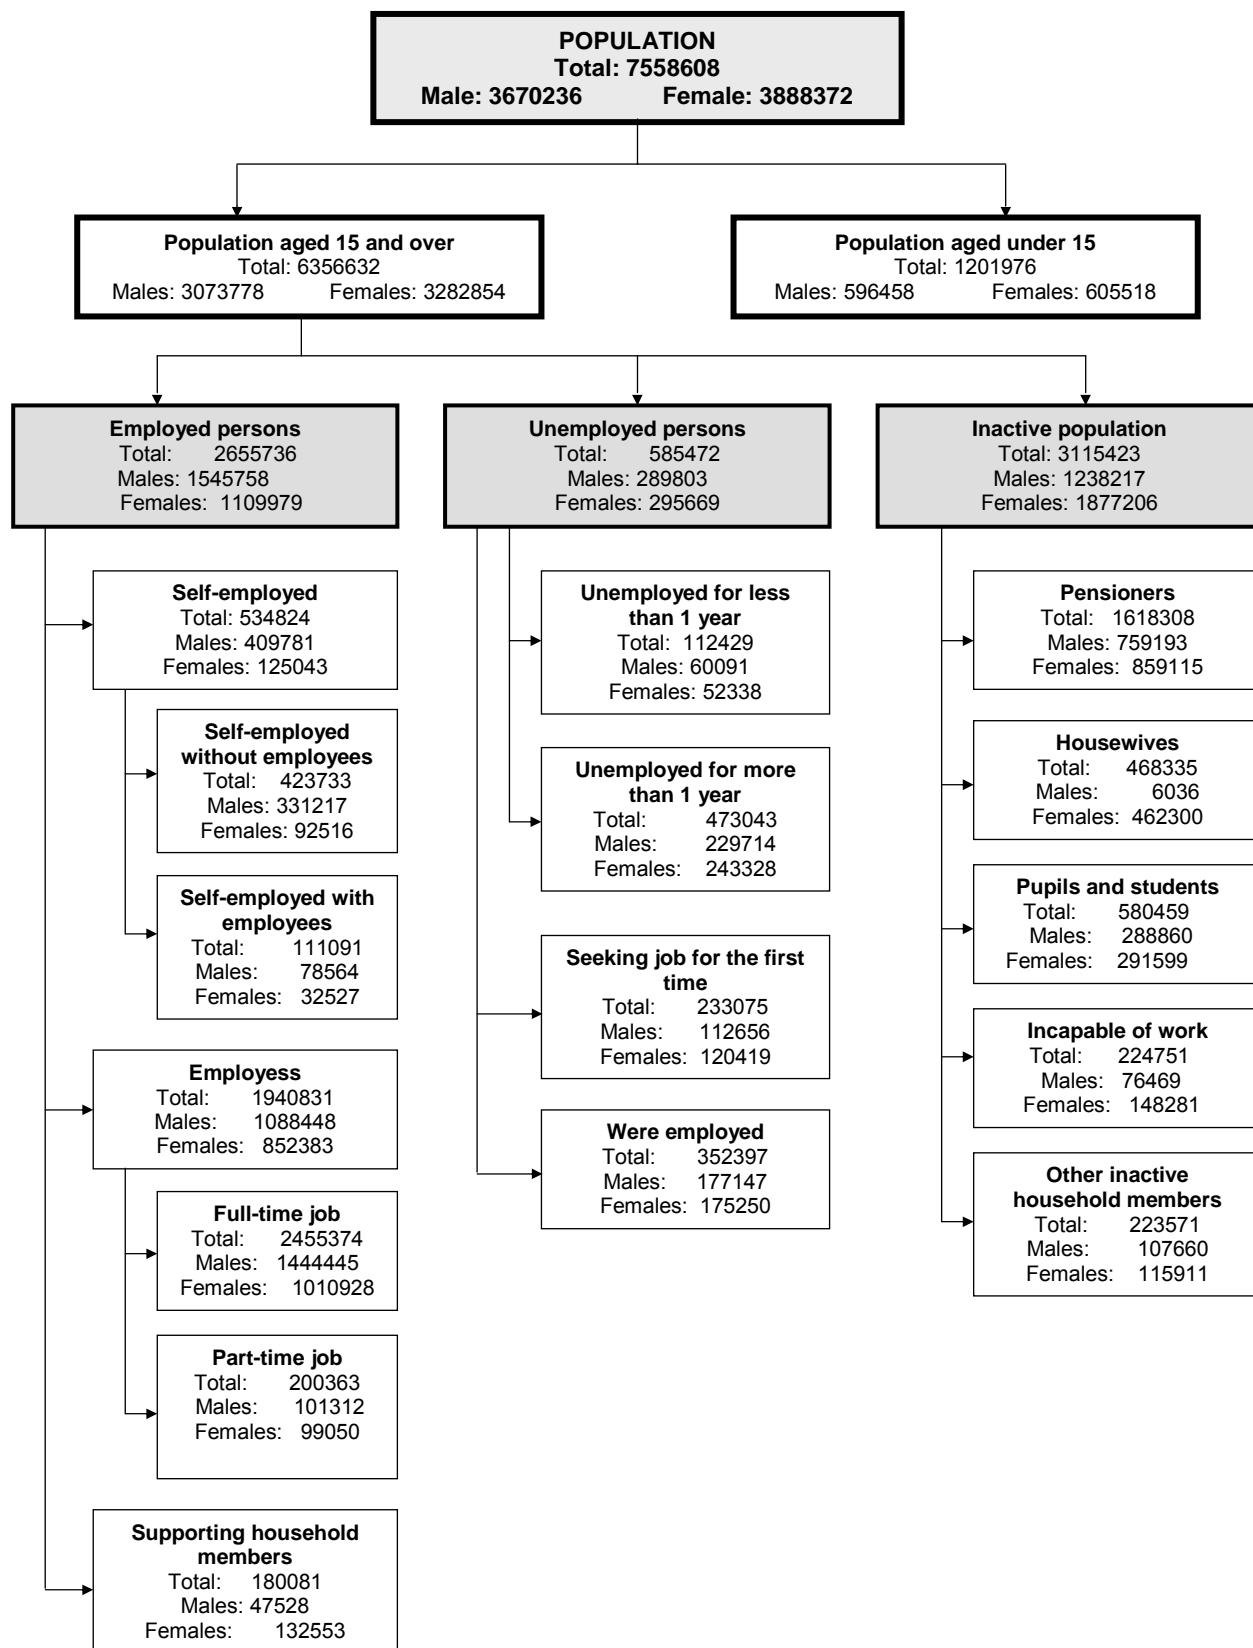 POPULATION
Total: 7558608
Male: 3670236 Female: 3888372
Population aged 15 and over
Total: 6356632
Males: 3073778 Females: 3282854
Population aged under 15
Total: 1201976
Males: 596458 Females: 605518
Employed persons
Total: 2655736
Males: 1545758
Females: 1109979
Unemployed persons
Total: 585472
Males: 289803
Females: 295669
Inactive population
Total: 3115423
Males: 1238217
Females: 1877206
Self-employed
Total: 534824
Males: 409781
Females: 125043
Self-employed
without employees
Total: 423733
Males: 331217
Females: 92516
Self-employed with
employees
Total: 111091
Males: 78564
Females: 32527
Employess
Total: 1940831
Males: 1088448
Females: 852383
Full-time job
Total: 2455374
Males: 1444445
Females: 1010928
Part-time job
Total: 200363
Males: 101312
Females: 99050
Supporting household
members
Total: 180081
Males: 47528
Females: 132553
Unemployed for less
than 1 year
Total: 112429
Males: 60091
Females: 52338
Unemployed for more
than 1 year
Total: 473043
Males: 229714
Females: 243328
Seeking job for the first
time
Total: 233075
Males: 112656
Females: 120419
Were employed
Total: 352397
Males: 177147
Females: 175250
Pensioners
Total: 1618308
Males: 759193
Females: 859115
Housewives
Total: 468335
Males: 6036
Females: 462300
Pupils and students
Total: 580459
Males: 288860
Females: 291599
Incapable of work
Total: 224751
Males: 76469
Females: 148281
Other inactive
household members
Total: 223571
Males: 107660
Females: 115911